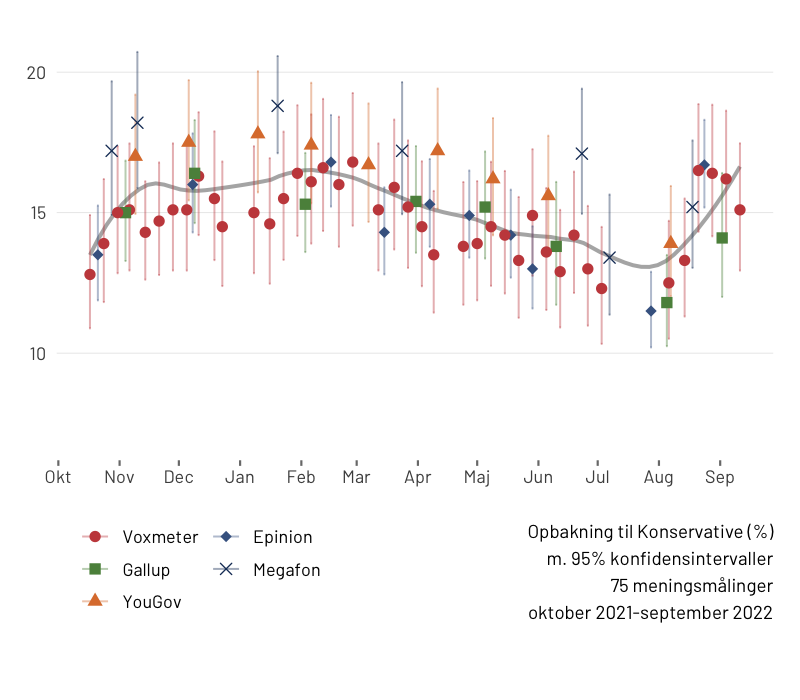 20
15
10
Okt Nov Dec Jan Feb Mar Apr Maj Jun Jul Aug Sep
Voxmeter Epinion
Gallup Megafon
YouGov
Opbakning til Konservative (%)
m. 95% konfidensintervaller
75 meningsmålinger
oktober 2021-september 2022